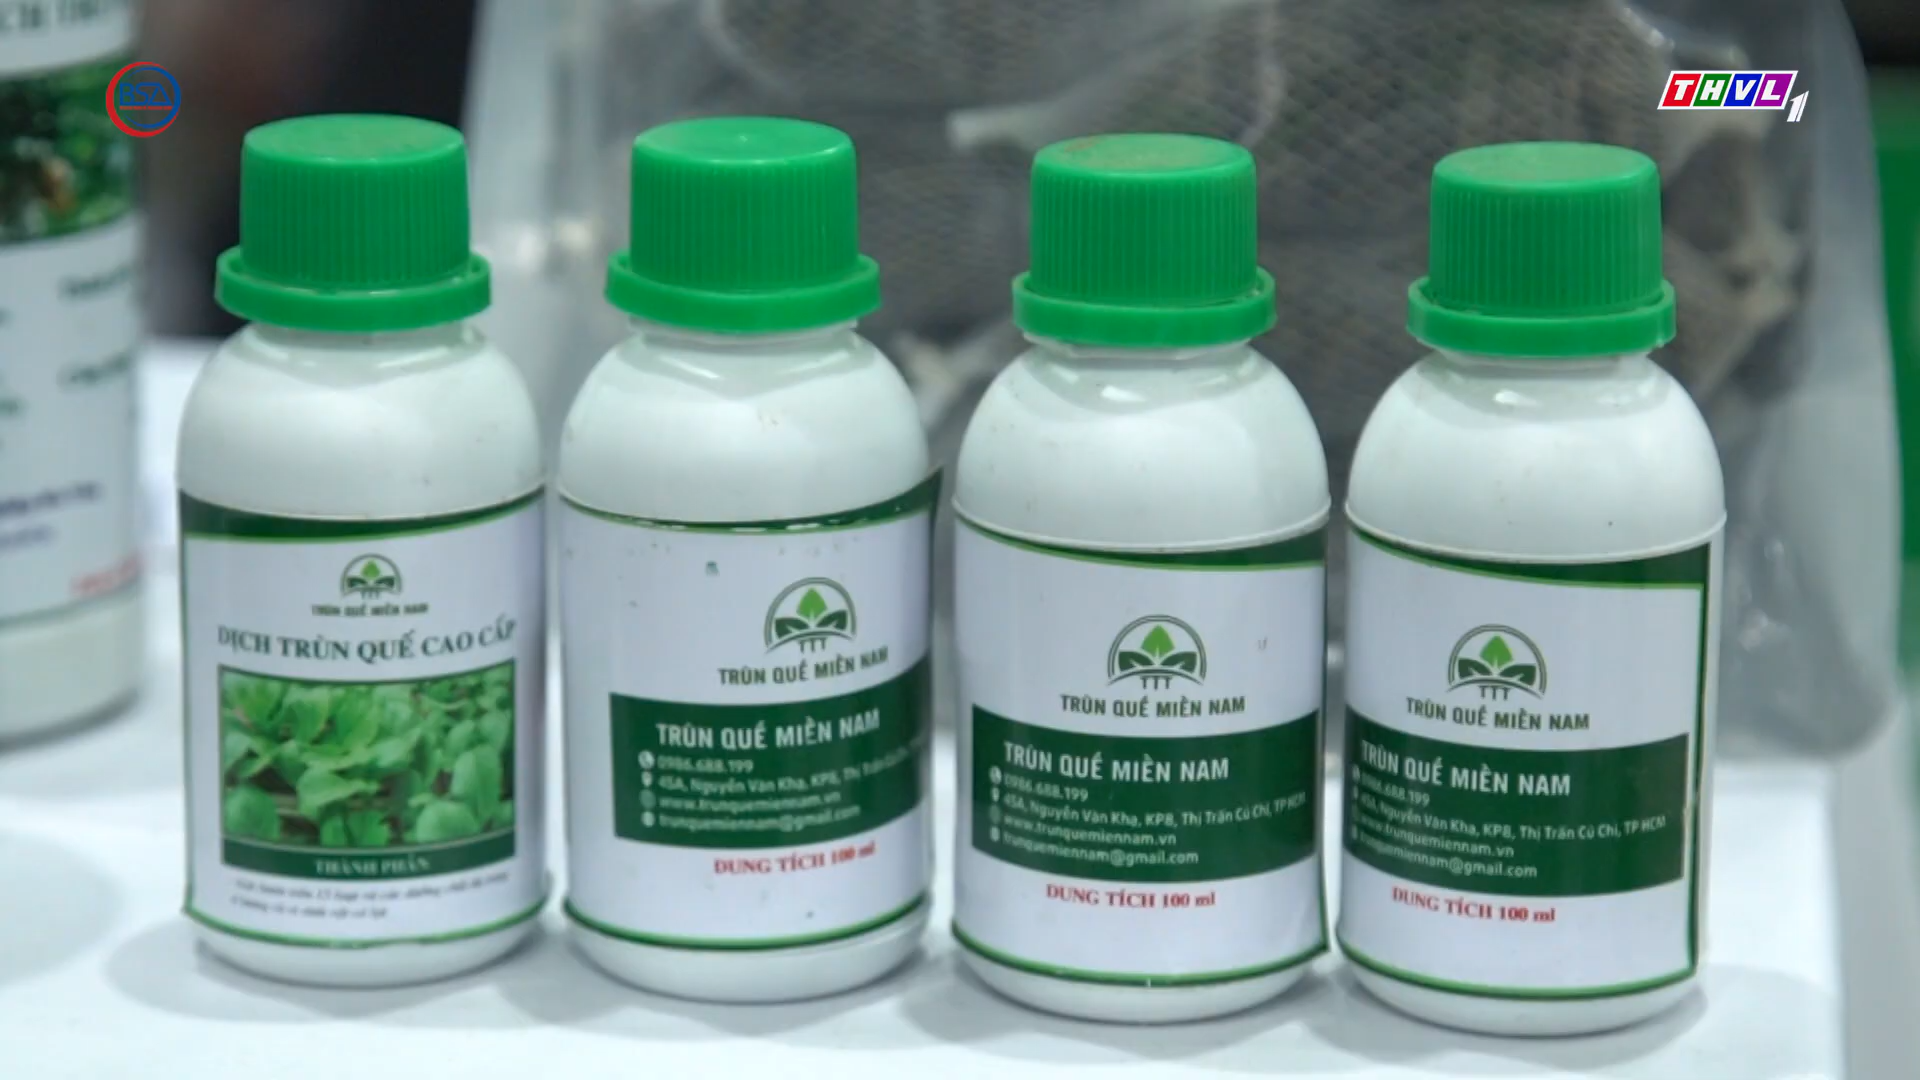 BSA
THVL1
TRÙN QUẾ MIỀN NAM
DỊCH TRÙN QUẾ CAO CẤP
THÀNH PHẦN
TTT
TRÙN QUẾ MIỀN NAM
TRÙN QUẾ MIỀN NAM
0986.688.199
45A, Nguyễn Văn Khạ, KP8, Thị Trấn Củ Chi,
www.trunquemiennam.vn
trunquemiennam@gmail.com
DUNG TÍCH 100 ml
TTT
TRÙN QUẾ MIỀN NAM
TRÙN QUẾ MIỀN NAM
0986.688.199
45A, Nguyễn Văn Khạ, KP8, Thị Trấn Củ Chi, TP HCM
www.trunquemiennam.vn
trunquemiennam@gmail.com
DUNG TÍCH 100 ml
TTT
TRÙN QUẾ MIỀN NAM
TRÙN QUẾ MIỀN NAM
0986.688.199
45A, Nguyễn Văn Khạ, KP8, Thị Trấn Củ Chi, TP HCM
www.trunquemiennam.vn
trunquemiennam@gmail.com
DUNG TÍCH 100 ml